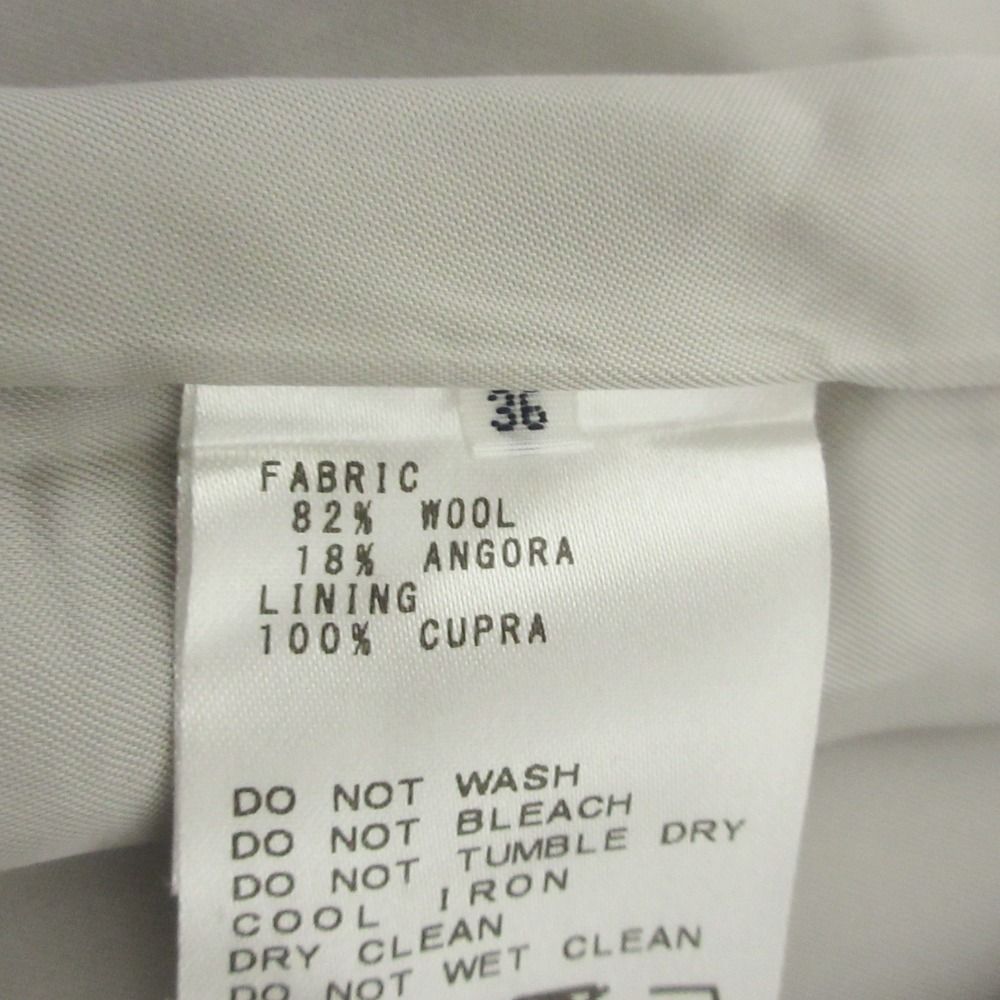 36
FABRIC
82% WOOL
18% ANGORA
LINING
100% CUPRA
DO NOT WASH
DO NOT BLEACH
DO NOT TUMBLE DRY
COOL IRON
DRY CLEAN
DO NOT WET CLEAN